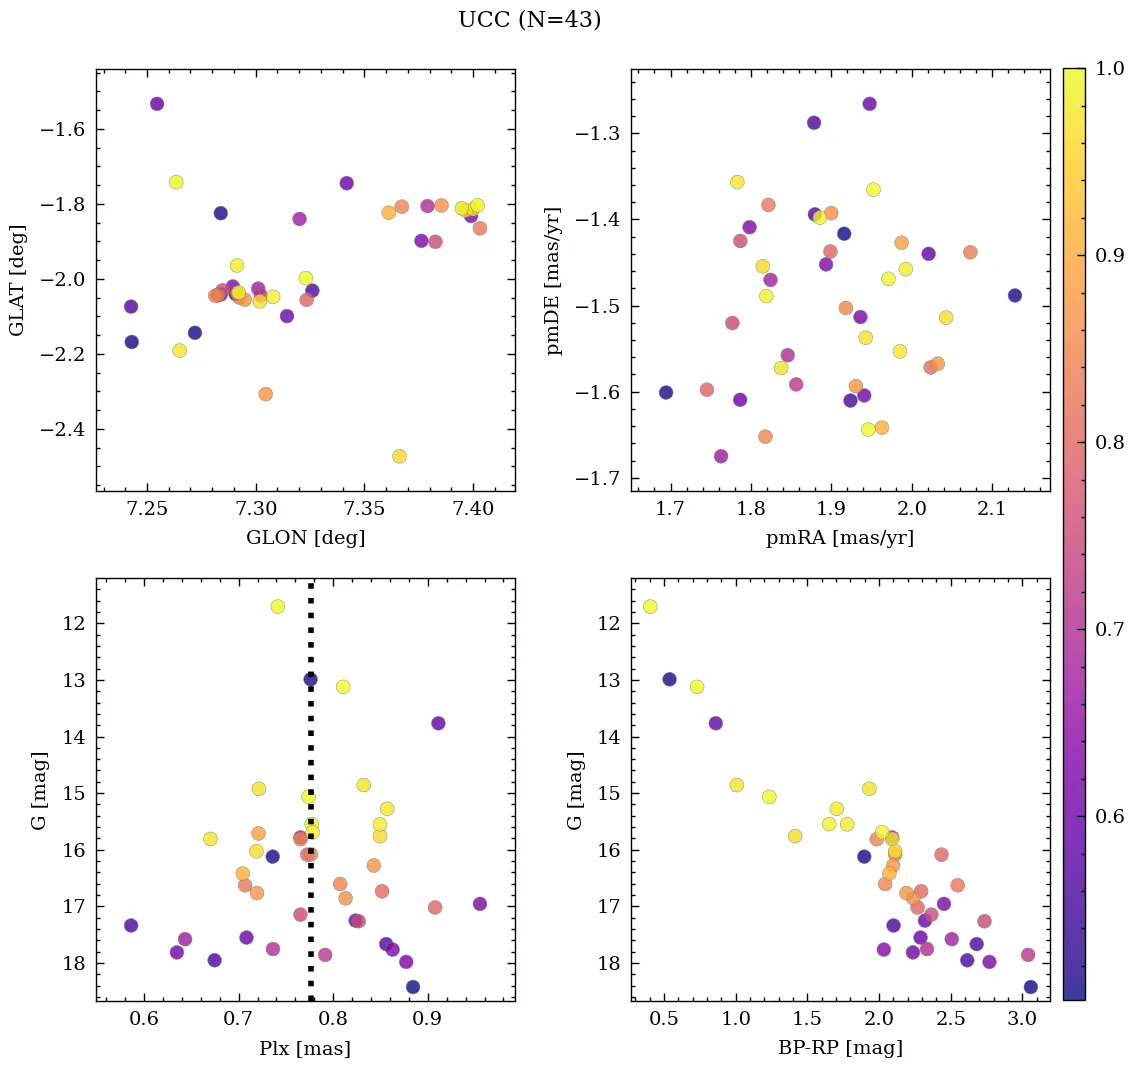 UCC (N=43)
−1.6
−1.8
−2.0
−2.2
−2.4
GLAT [deg]
7.25 7.30 7.35 7.40
GLON [deg]
−1.3
−1.4
−1.5
−1.6
−1.7
pmDE [mas/yr]
1.7 1.8 1.9 2.0 2.1
pmRA [mas/yr]
12
13
14
15
16
17
18
G [mag]
0.6 0.7 0.8 0.9
Plx [mas]
12
13
14
15
16
17
18
G [mag]
0.5 1.0 1.5 2.0 2.5 3.0
BP-RP [mag]
1.0
0.9
0.8
0.7
0.6